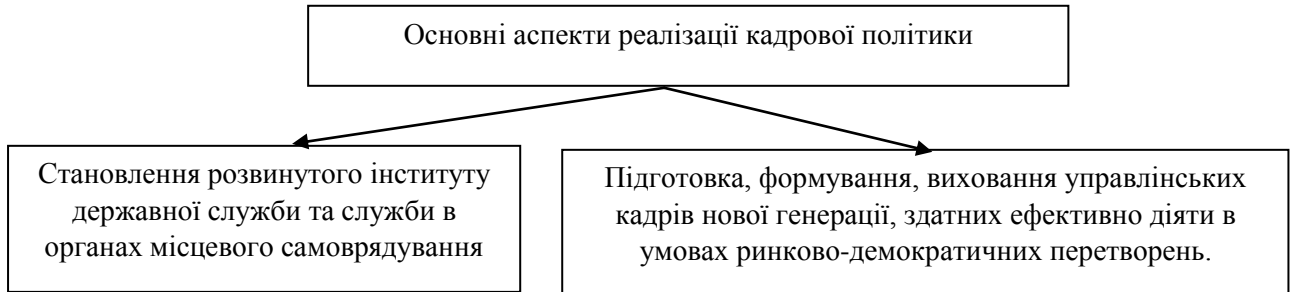 Основні аспекти реалізації кадрової політики
Становлення розвинутого інституту
державної служби та служби в
органах місцевого самоврядування
Підготовка, формування, виховання управлінських
кадрів нової генерації, здатних ефективно діяти в
умовах ринково-демократичних перетворень.